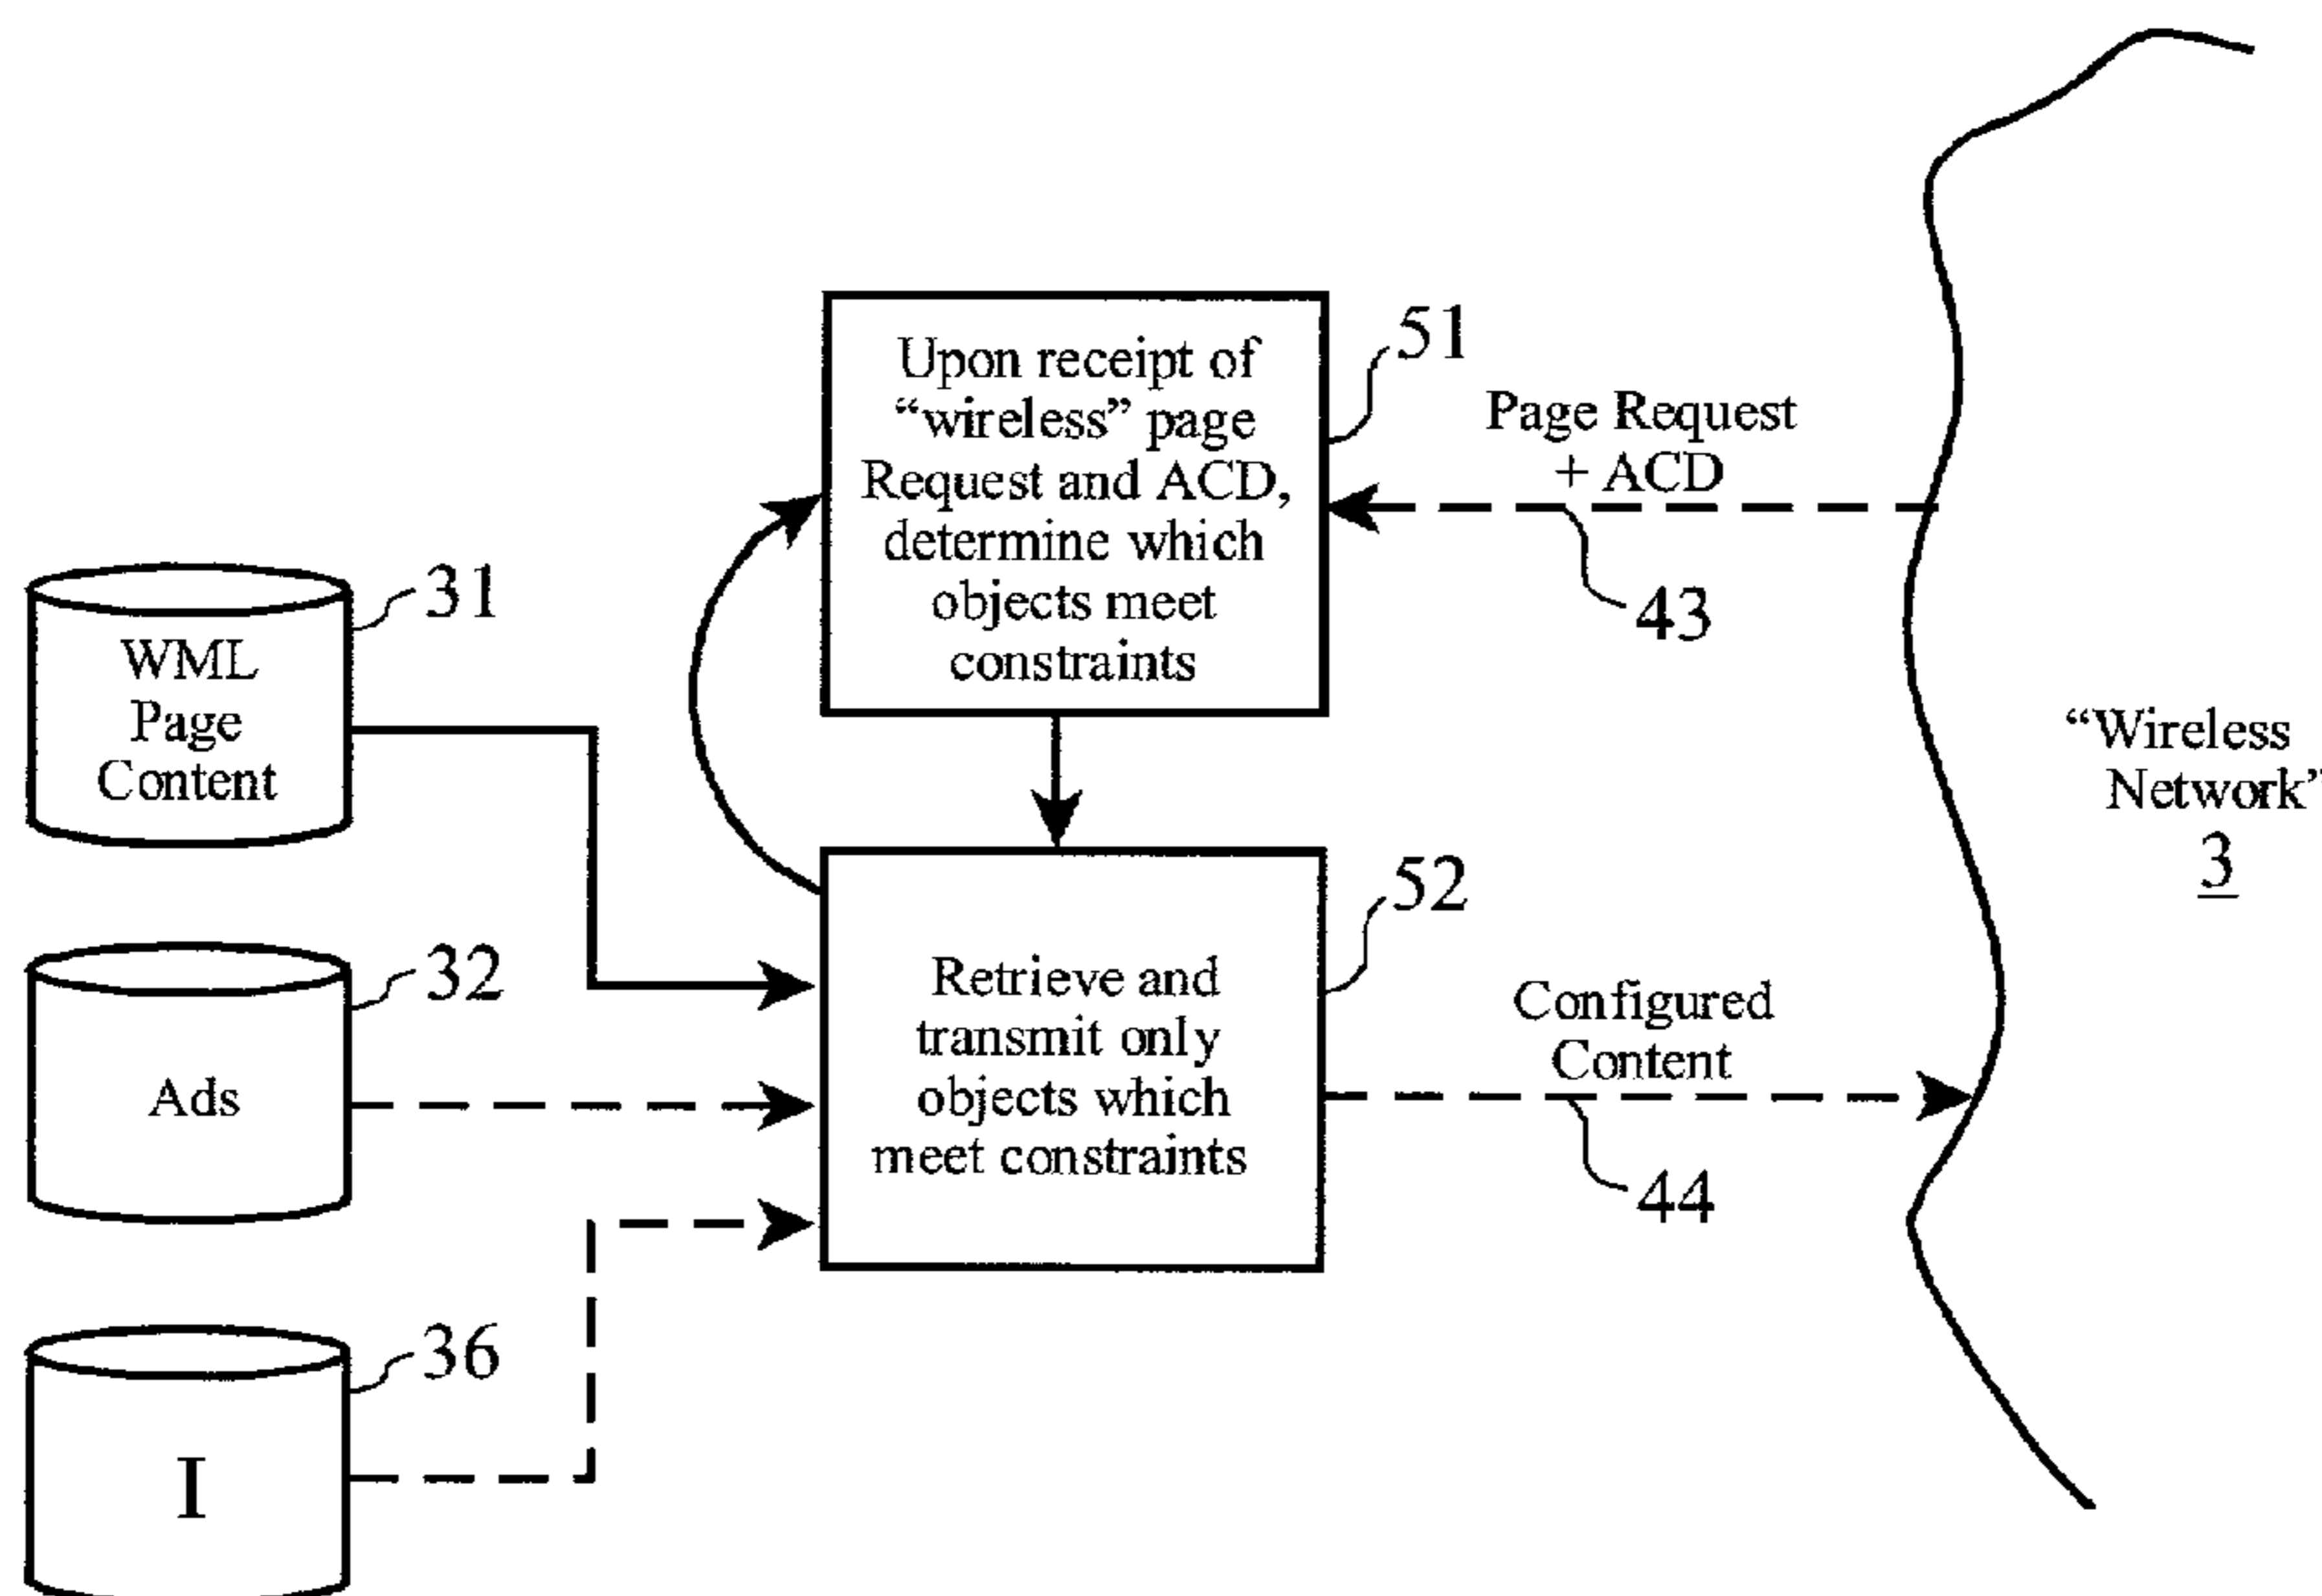 Upon receipt of
“wireless” page
Request and ACD,
determine which
objects meet
constraints
51
Page Request
+ ACD
43
31
WML
Page
Content
“Wireless
Network”
3
52
Retrieve and
transmit only
objects which
meet constraints
Configured
Content
44
32
Ads
36
I